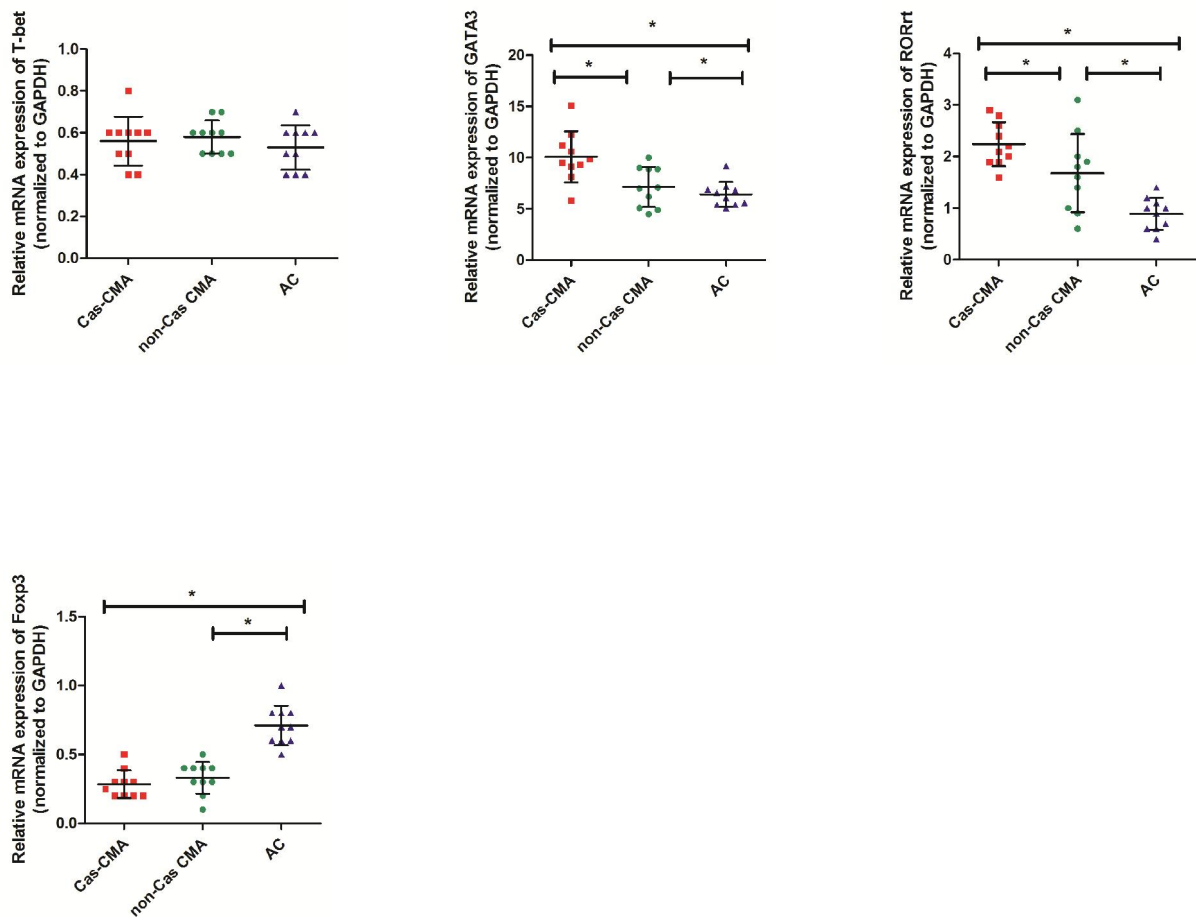 Relative mRNA expression of T-bet
(normalized to GAPDH)
1.0
0.8
0.6
0.4
0.2
0.0
Cas-CMA
non-Cas CMA
AC
Relative mRNA expression of GATA3
(normalized to GAPDH)
20
15
10
5
0
*
*
*
Cas-CMA
non-Cas CMA
AC
Relative mRNA expression of RORrt
(normalized to GAPDH)
4
3
2
1
0
*
*
*
Cas-CMA
non-Cas CMA
AC
Relative mRNA expression of Foxp3
(normalized to GAPDH)
1.5
1.0
0.5
0.0
*
*
Cas-CMA
non-Cas CMA
AC